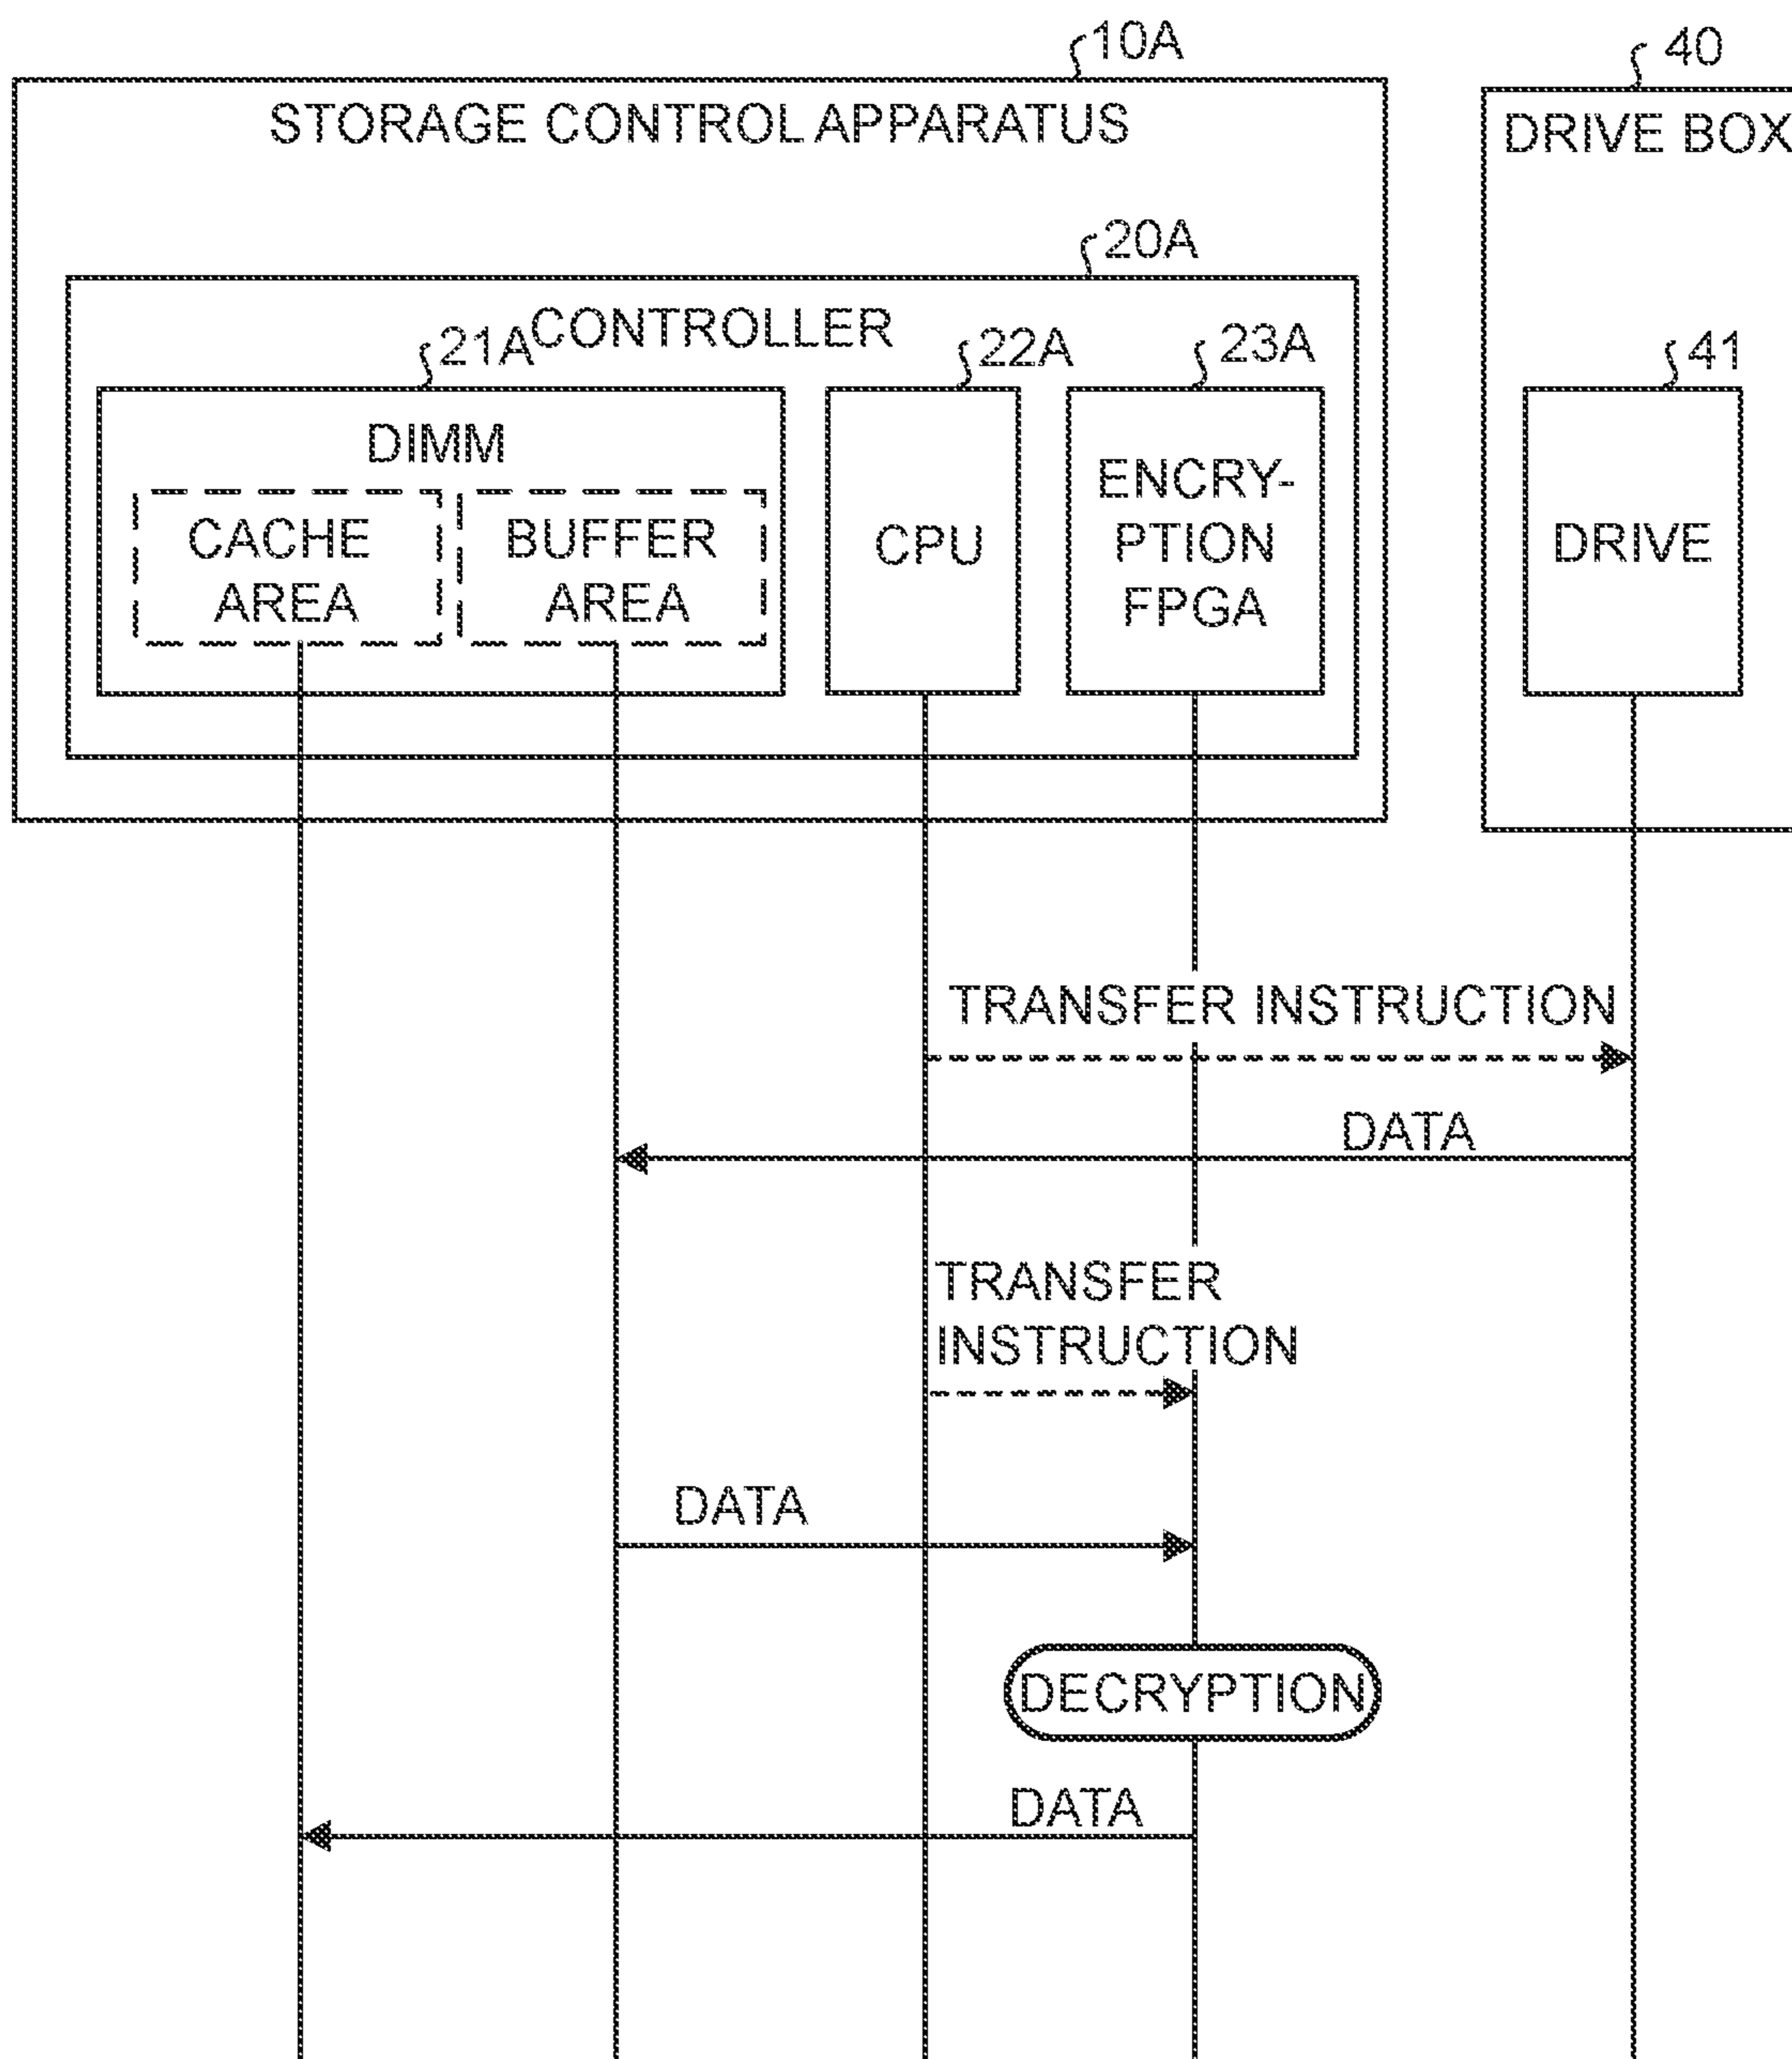 10A
40
STORAGE CONTROL APPARATUS
DRIVE BOX
20A
CONTROLLER
21A
22A
23A
41
DIMM
CACHE
AREA
BUFFER
AREA
CPU
ENCRY-
PTION
FPGA
DRIVE
TRANSFER INSTRUCTION
DATA
TRANSFER
INSTRUCTION
DATA
DECRYPTION
DATA